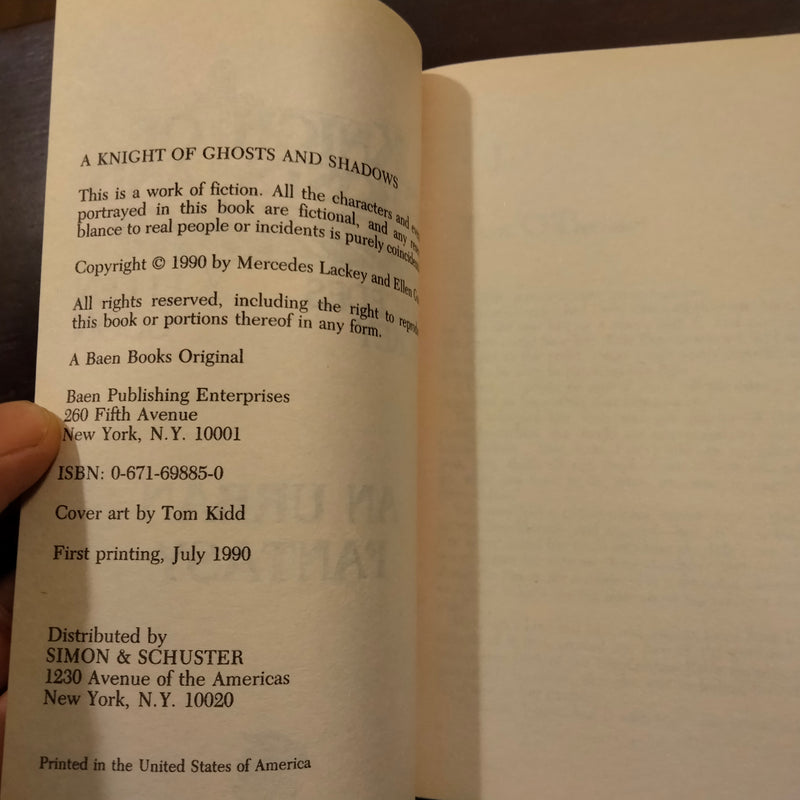 A KNIGHT OF GHOSTS AND SHADOWS
This is a work of fiction. All the characters and
portrayed in this book are fictional, and any
blance to real people or incidents is purely
Copyright © 1990 by Mercedes Lackey and Ellen
All rights reserved, including the right to
this book or portions thereof in any form.
A Baen Books Original
Baen Publishing Enterprises
260 Fifth Avenue
New York, N.Y. 10001
ISBN: 0-671-69885-0
Cover art by Tom Kidd
First printing, July 1990
Distributed by
SIMON & SCHUSTER
1230 Avenue of the Americas
New York, N.Y. 10020
Printed in the United States of America